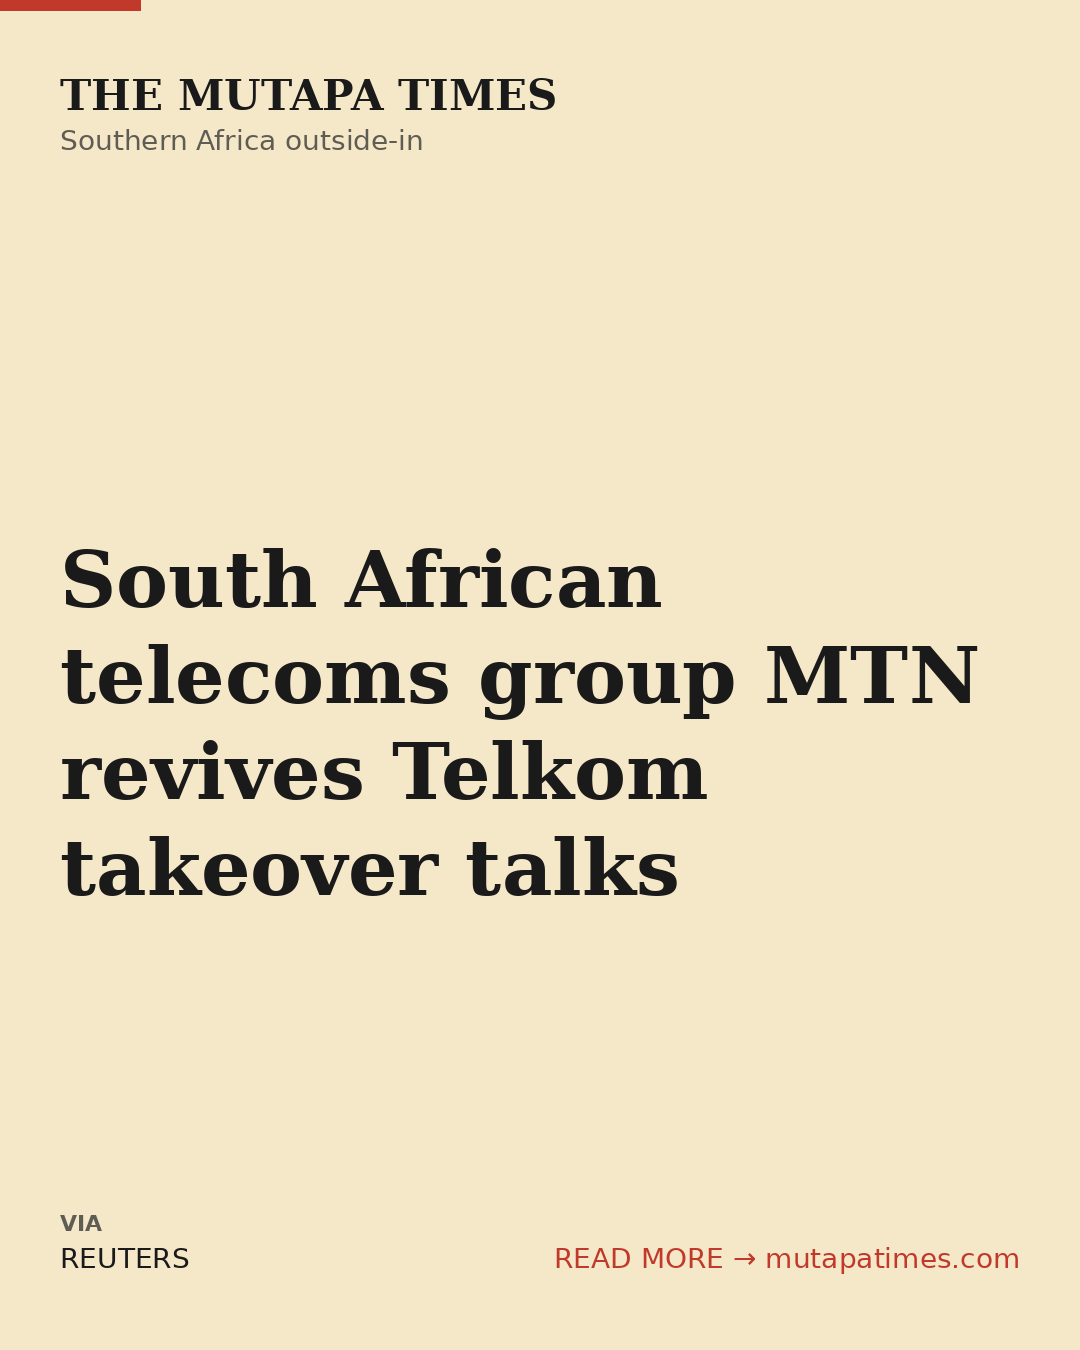 THE MUTAPA TIMES
Southern Africa outside-in
South African
telecoms group MTN
revives Telkom
takeover talks
VIA
REUTERS
READ MORE → mutapatimes.com